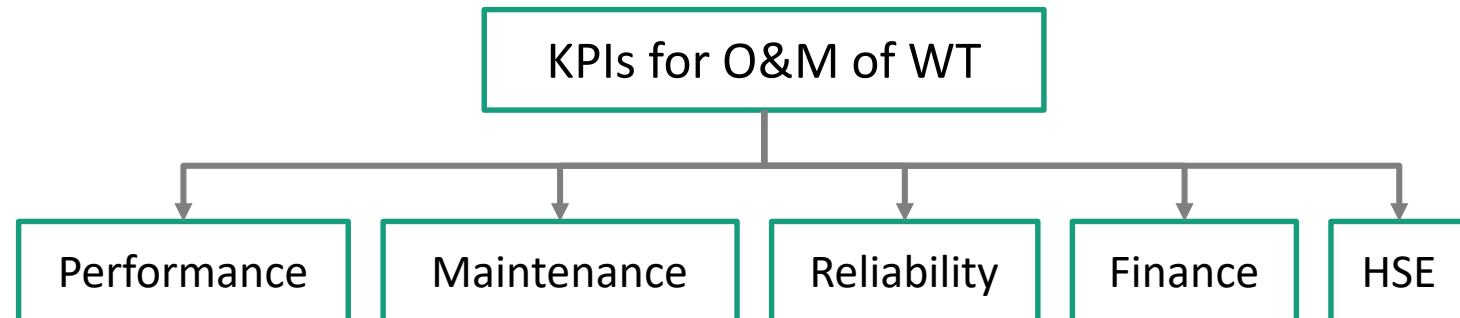 KPIs for O&M of WT
Performance
Maintenance
Reliability
Finance
HSE